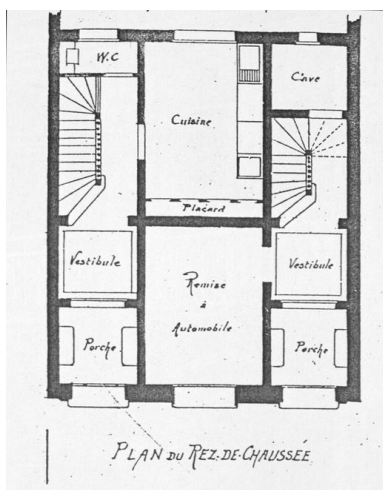 W.C
Cave
Cuisine
Placard
Vestibule
Vestibule
Remise
à
Automobile
Porche
Porche
PLAN DU REZ-DE-CHAUSSÉE